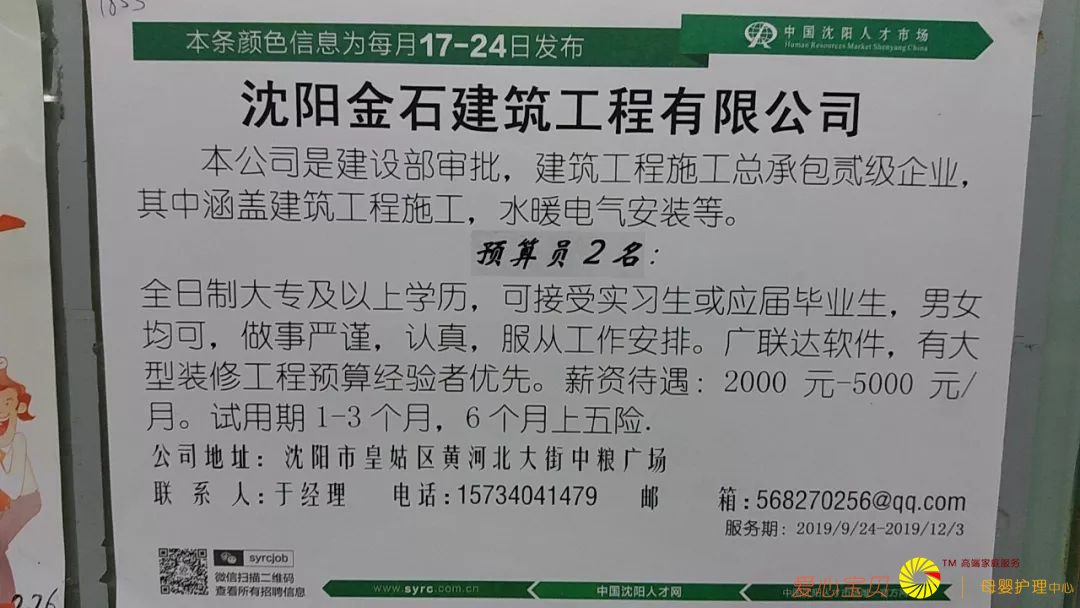 1855
本条颜色信息为每月17-24日发布
中国沈阳人才市场
Human Resources Market Shenyang China
沈阳金石建筑工程有限公司
本公司是建设部审批，建筑工程施工总承包贰级企业，
其中涵盖建筑工程施工，水暖电气安装等。
预算员2名：
全日制大专及以上学历，可接受实习生或应届毕业生，男女
均可，做事严谨，认真，服从工作安排。广联达软件，有大
型装修工程预算经验者优先。薪资待遇：2000 元-5000 元/
月。试用期 1-3 个月，6 个月上五险.
公司地址：沈阳市皇姑区黄河北大街中粮广场
联 系 人：于经理 电话：15734041479 邮 箱：568270256@qq.com
服务期：2019/9/24-2019/12/3
syrcjob
微信扫描二维码
查看所有招聘信息
www.syrc.com.cn 中国沈阳人才网
爱心宝贝 TM 高端家庭服务
母婴护理中心
226